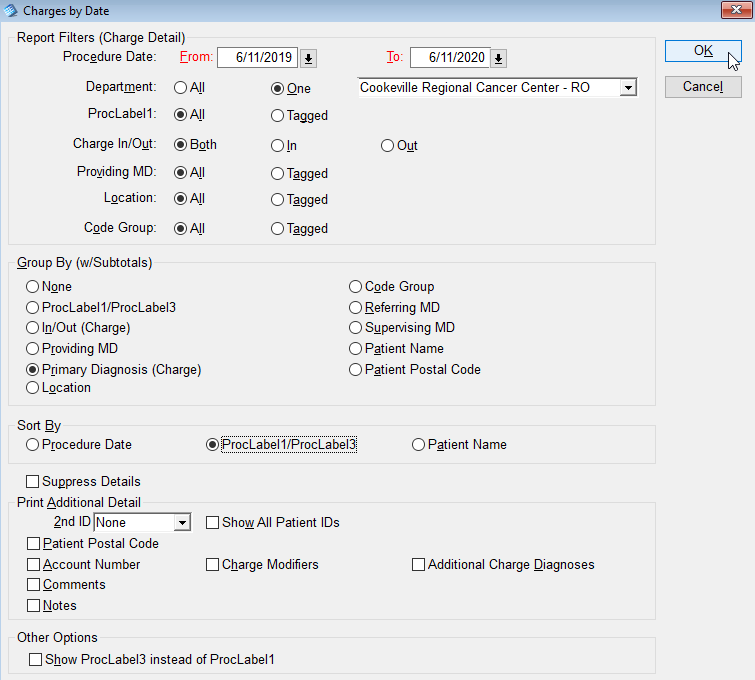 Charges by Date
Report Filters (Charge Detail)
Procedure Date: From: 6/11/2019 To: 6/11/2020
OK
Department: All One Cookeville Regional Cancer Center - RO
Cancel
ProcLabel1: All Tagged
Charge In/Out: Both In Out
Providing MD: All Tagged
Location: All Tagged
Code Group: All Tagged
Group By (w/Subtotals)
None Code Group
ProcLabel1/ProcLabel3 Referring MD
In/Out (Charge) Supervising MD
Providing MD Patient Name
Primary Diagnosis (Charge) Patient Postal Code
Location
Sort By
Procedure Date ProcLabel1/ProcLabel3 Patient Name
Suppress Details
Print Additional Detail
2nd ID None Show All Patient IDs
Patient Postal Code
Account Number Charge Modifiers Additional Charge Diagnoses
Comments
Notes
Other Options
Show ProcLabel3 instead of ProcLabel1